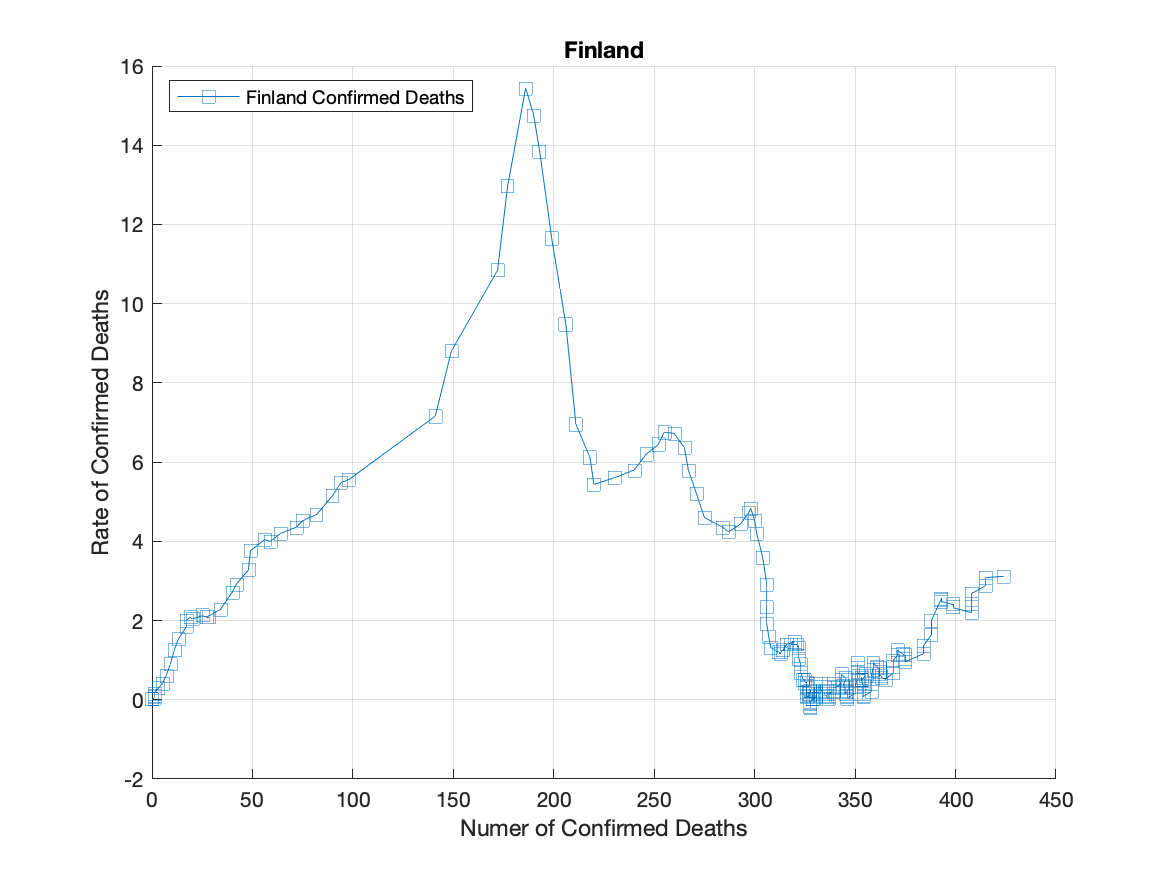 Finland
Finland Confirmed Deaths
16
14
12
10
8
6
4
2
0
-2
Rate of Confirmed Deaths
0 50 100 150 200 250 300 350 400 450
Numer of Confirmed Deaths